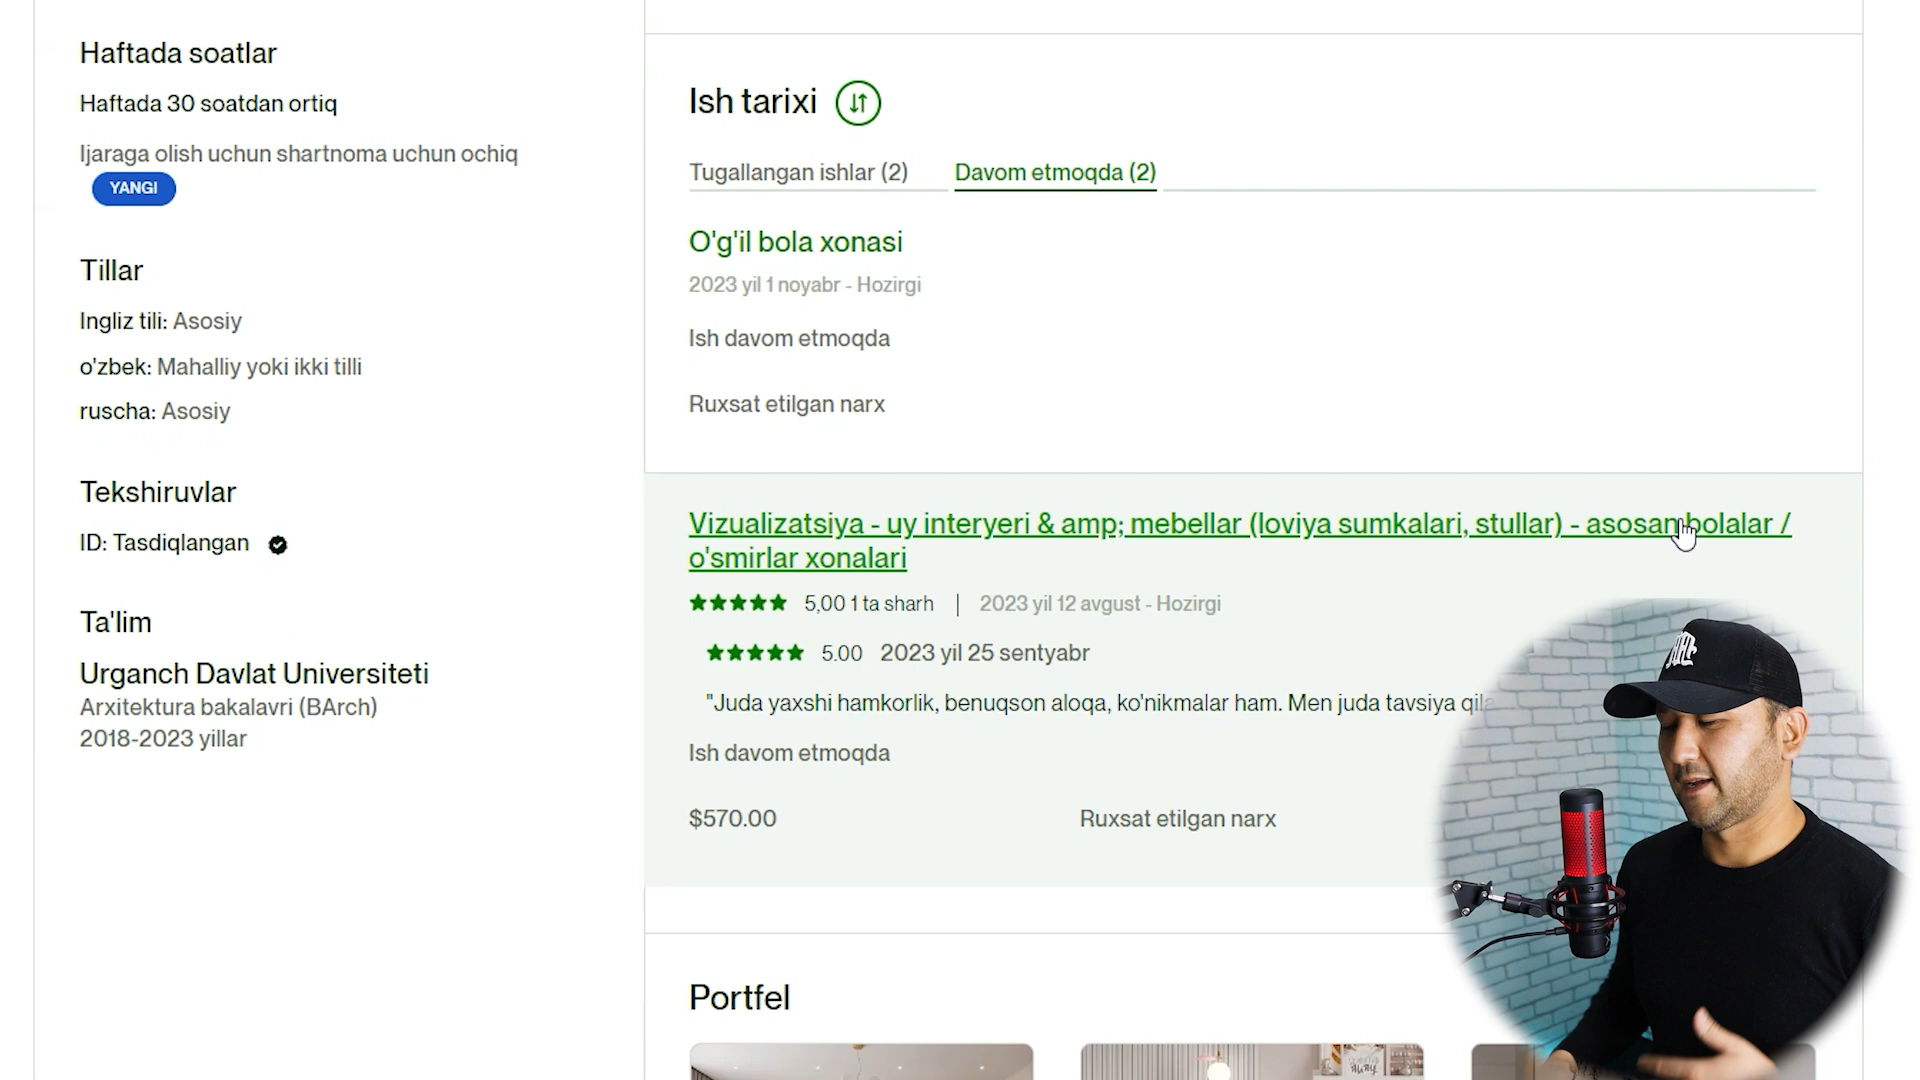 Haftada soatlar
Haftada 30 soatdan ortiq
Ijaraga olish uchun shartnoma uchun ochiq
YANGI
Tillar
Ingliz tili: Asosiy
o'zbek: Mahalliy yoki ikki tilli
ruscha: Asosiy
Tekshiruvlar
ID: Tasdiqlangan
Ta'lim
Urganch Davlat Universiteti
Arxitektura bakalavri (BArch)
2018-2023 yillar
Ish tarixi
Tugallangan ishlar (2)
Davom etmoqda (2)
O'g'il bola xonasi
2023 yil 1 noyabr - Hozirgi
Ish davom etmoqda
Ruxsat etilgan narx
Vizualizatsiya - uy interyeri & amp; mebellar (loviya sumkalari, stullar) - asosan bolalar /
o'smirlar xonalari
5,00 1 ta sharh | 2023 yil 12 avgust - Hozirgi
5.00 2023 yil 25 sentyabr
"Juda yaxshi hamkorlik, benuqson aloqa, ko'nikmalar ham. Men juda tavsiya
Ish davom etmoqda
$570.00
Ruxsat etilgan narx
Portfel